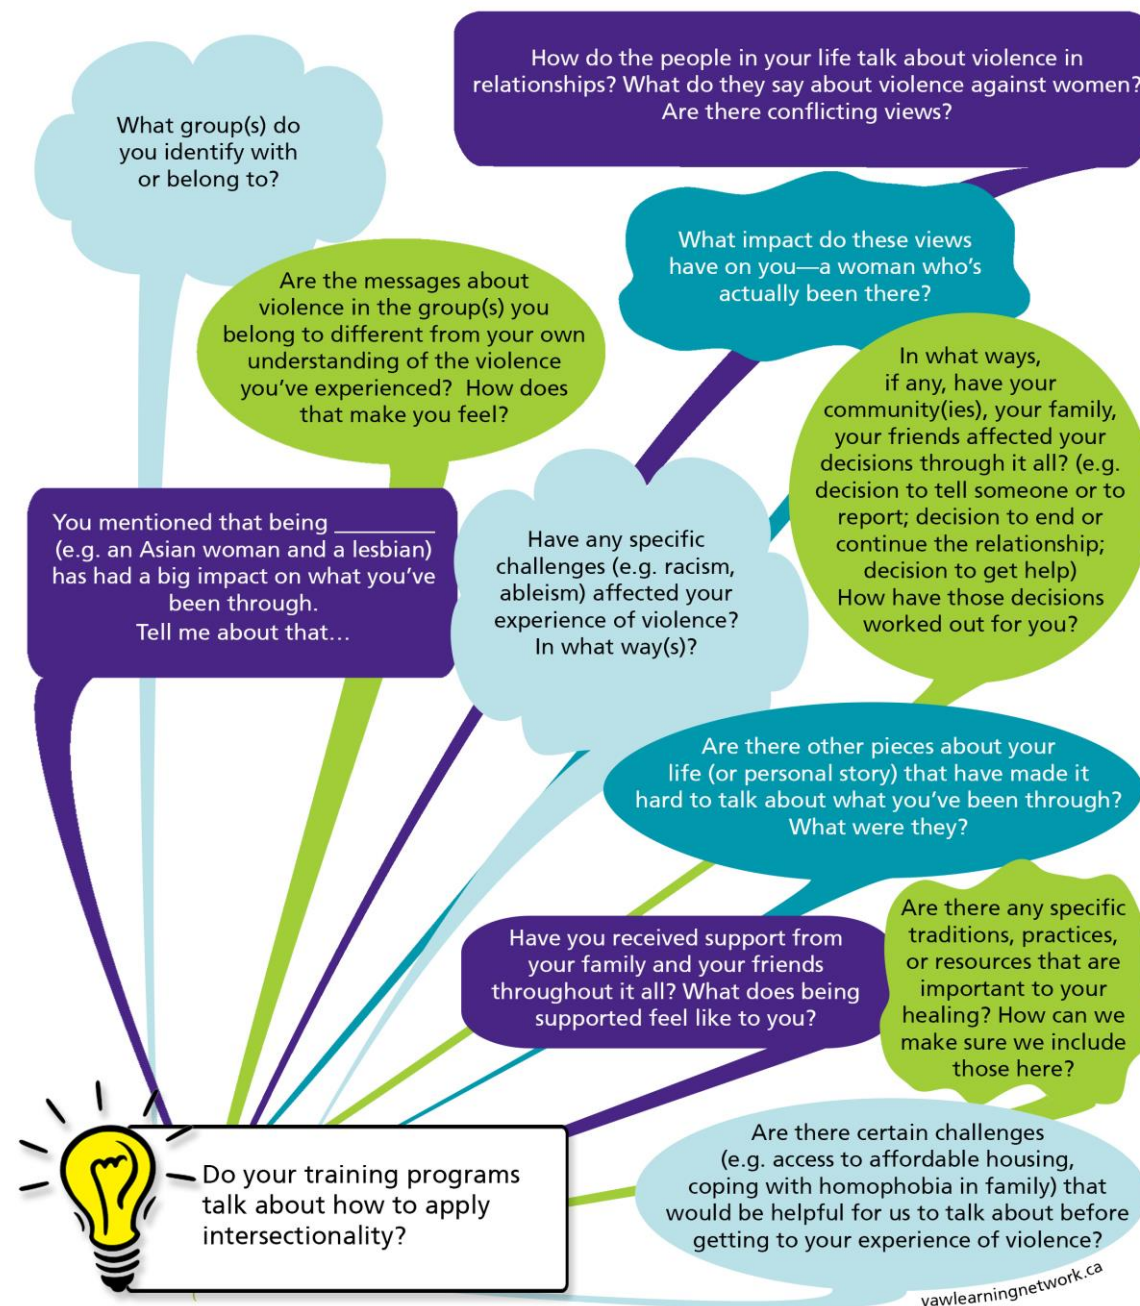 How do the people in your life talk about violence in
relationships? What do they say about violence against women?
Are there conflicting views?
What group(s) do
you identify with
or belong to?
What impact do these views
have on you—a woman who's
actually been there?
Are the messages about
violence in the group(s) you
belong to different from your own
understanding of the violence
you've experienced? How does
that make you feel?
In what ways,
if any, have your
community(ies), your family,
your friends affected your
decisions through it all? (e.g.
decision to tell someone or to
report; decision to end or
continue the relationship;
decision to get help)
How have those decisions
worked out for you?
You mentioned that being _________
(e.g. an Asian woman and a lesbian)
has had a big impact on what you've
been through.
Tell me about that...
Have any specific
challenges (e.g. racism,
ableism) affected your
experience of violence?
In what way(s)?
Are there other pieces about your
life (or personal story) that have made it
hard to talk about what you've been through?
What were they?
Have you received support from
your family and your friends
throughout it all? What does being
supported feel like to you?
Are there any specific
traditions, practices,
or resources that are
important to your
healing? How can we
make sure we include
those here?
Are there certain challenges
(e.g. access to affordable housing,
coping with homophobia in family) that
would be helpful for us to talk about before
getting to your experience of violence?
Do your training programs
talk about how to apply
intersectionality?
vawlearningnetwork.ca